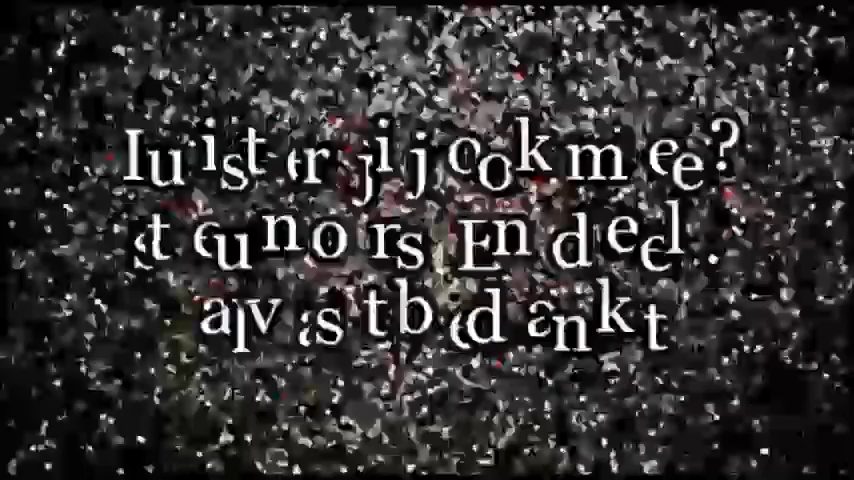 Luister jij ook mee?
steun ons En deel.
alvast bedankt